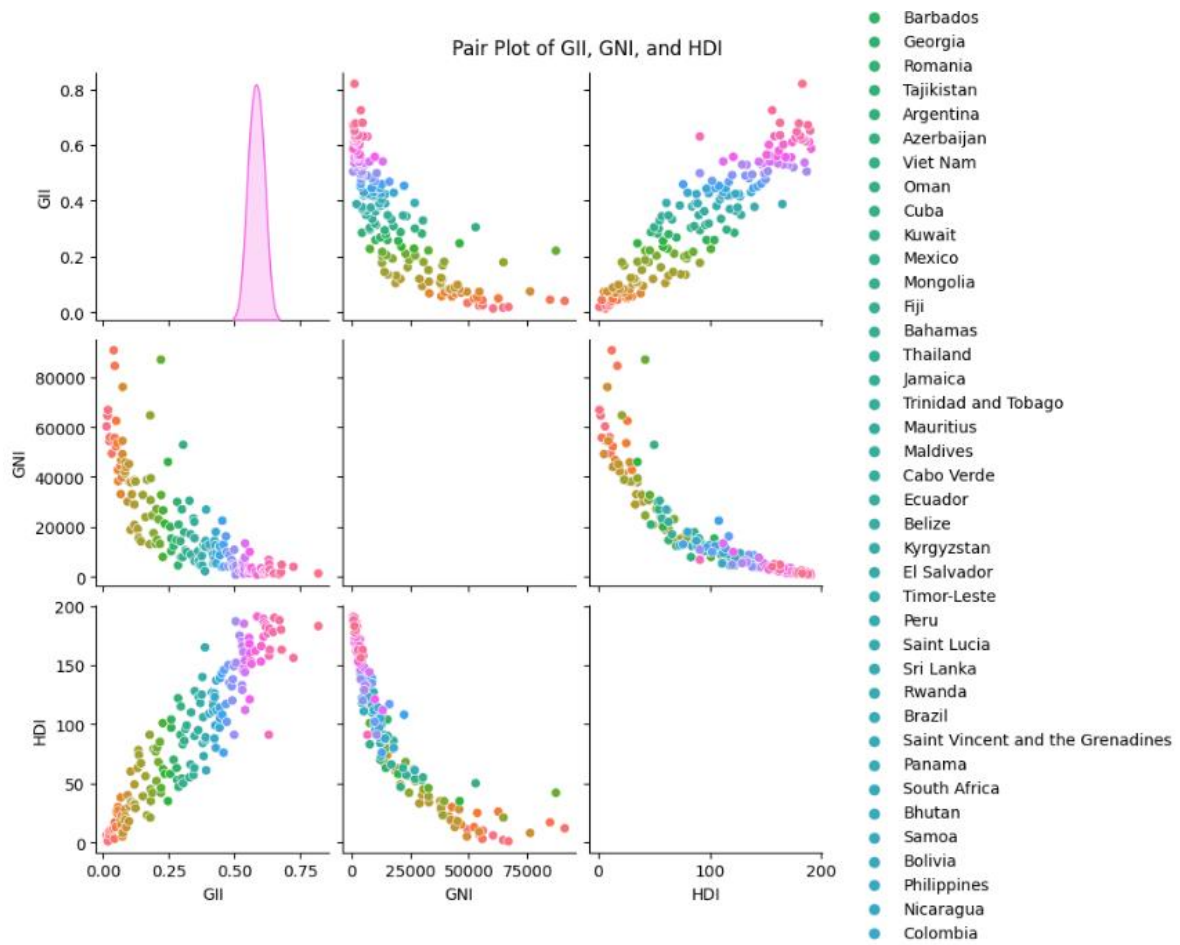 Pair Plot of GII, GNI, and HDI
0.8
0.6
0.4
0.2
0.0
GII
80000
60000
40000
20000
0
GNI
200
150
100
50
0
HDI
0.00 0.25 0.50 0.75
GII
0 25000 50000 75000
GNI
0 100 200
HDI
Barbados
Georgia
Romania
Tajikistan
Argentina
Azerbaijan
Viet Nam
Oman
Cuba
Kuwait
Mexico
Mongolia
Fiji
Bahamas
Thailand
Jamaica
Trinidad and Tobago
Mauritius
Maldives
Cabo Verde
Ecuador
Belize
Kyrgyzstan
El Salvador
Timor-Leste
Peru
Saint Lucia
Sri Lanka
Rwanda
Brazil
Saint Vincent and the Grenadines
Panama
South Africa
Bhutan
Samoa
Bolivia
Philippines
Nicaragua
Colombia